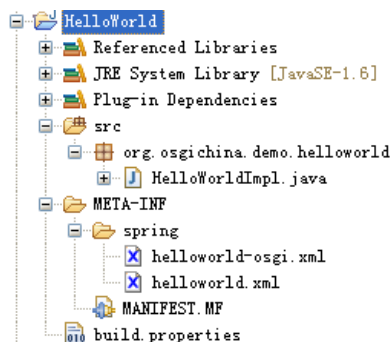 HelloWorld
Referenced Libraries
JRE System Library [JavaSE-1.6]
Plug-in Dependencies
src
org.osgichina.demo.helloworld
HelloWorldImpl.java
META-INF
spring
helloworld-osgi.xml
helloworld.xml
MANIFEST.MF
build.properties